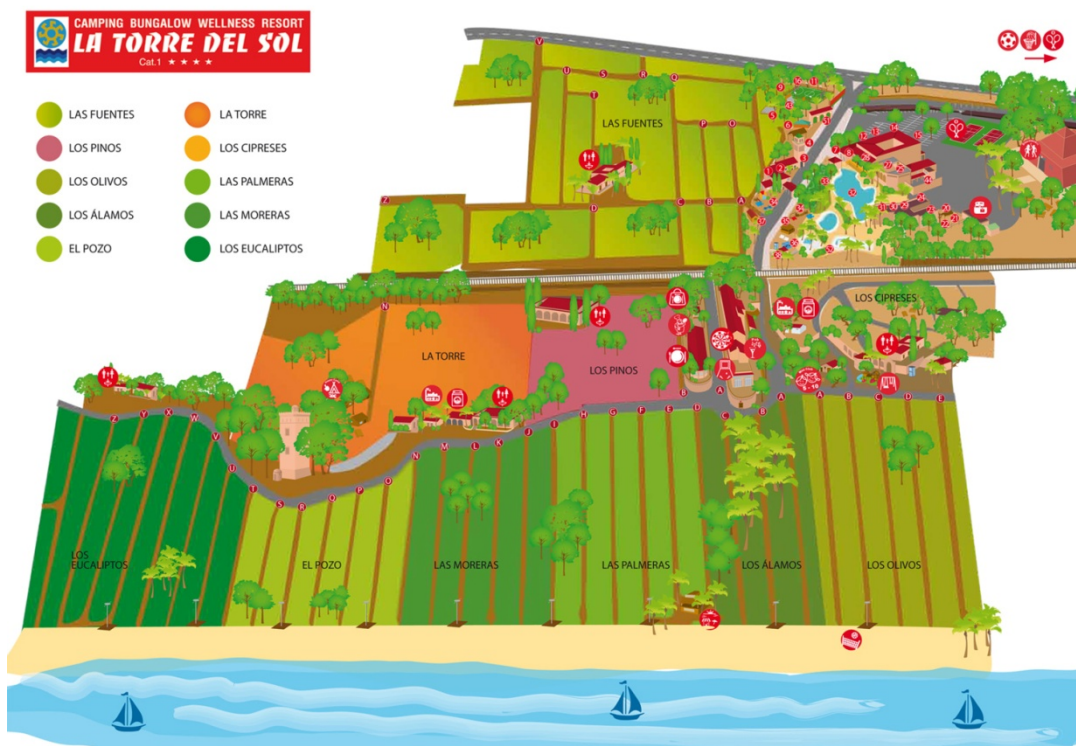 CAMPING BUNGALOW WELLNESS RESORT
LA TORRE DEL SOL
Cat.1 ★ ★ ★ ★
LAS FUENTES
LA TORRE
LOS PINOS
LOS CIPRESES
LOS OLIVOS
LAS PALMERAS
LOS ÁLAMOS
LAS MORERAS
EL POZO
LOS EUCALIPTOS
V
U
S
R
Q
T
LAS FUENTES
P
O
Z
D
C
B
A
N
LOS CIPRESES
LA TORRE
LOS PINOS
Z
Y
X
W
V
U
T
S
R
Q
P
O
N
M
L
K
J
I
H
G
F
E
D
C
B
A
A
B
C
D
E
B
A
LOS
EUCALIPTOS
EL POZO
LAS MORERAS
LAS PALMERAS
LOS ÁLAMOS
LOS OLIVOS